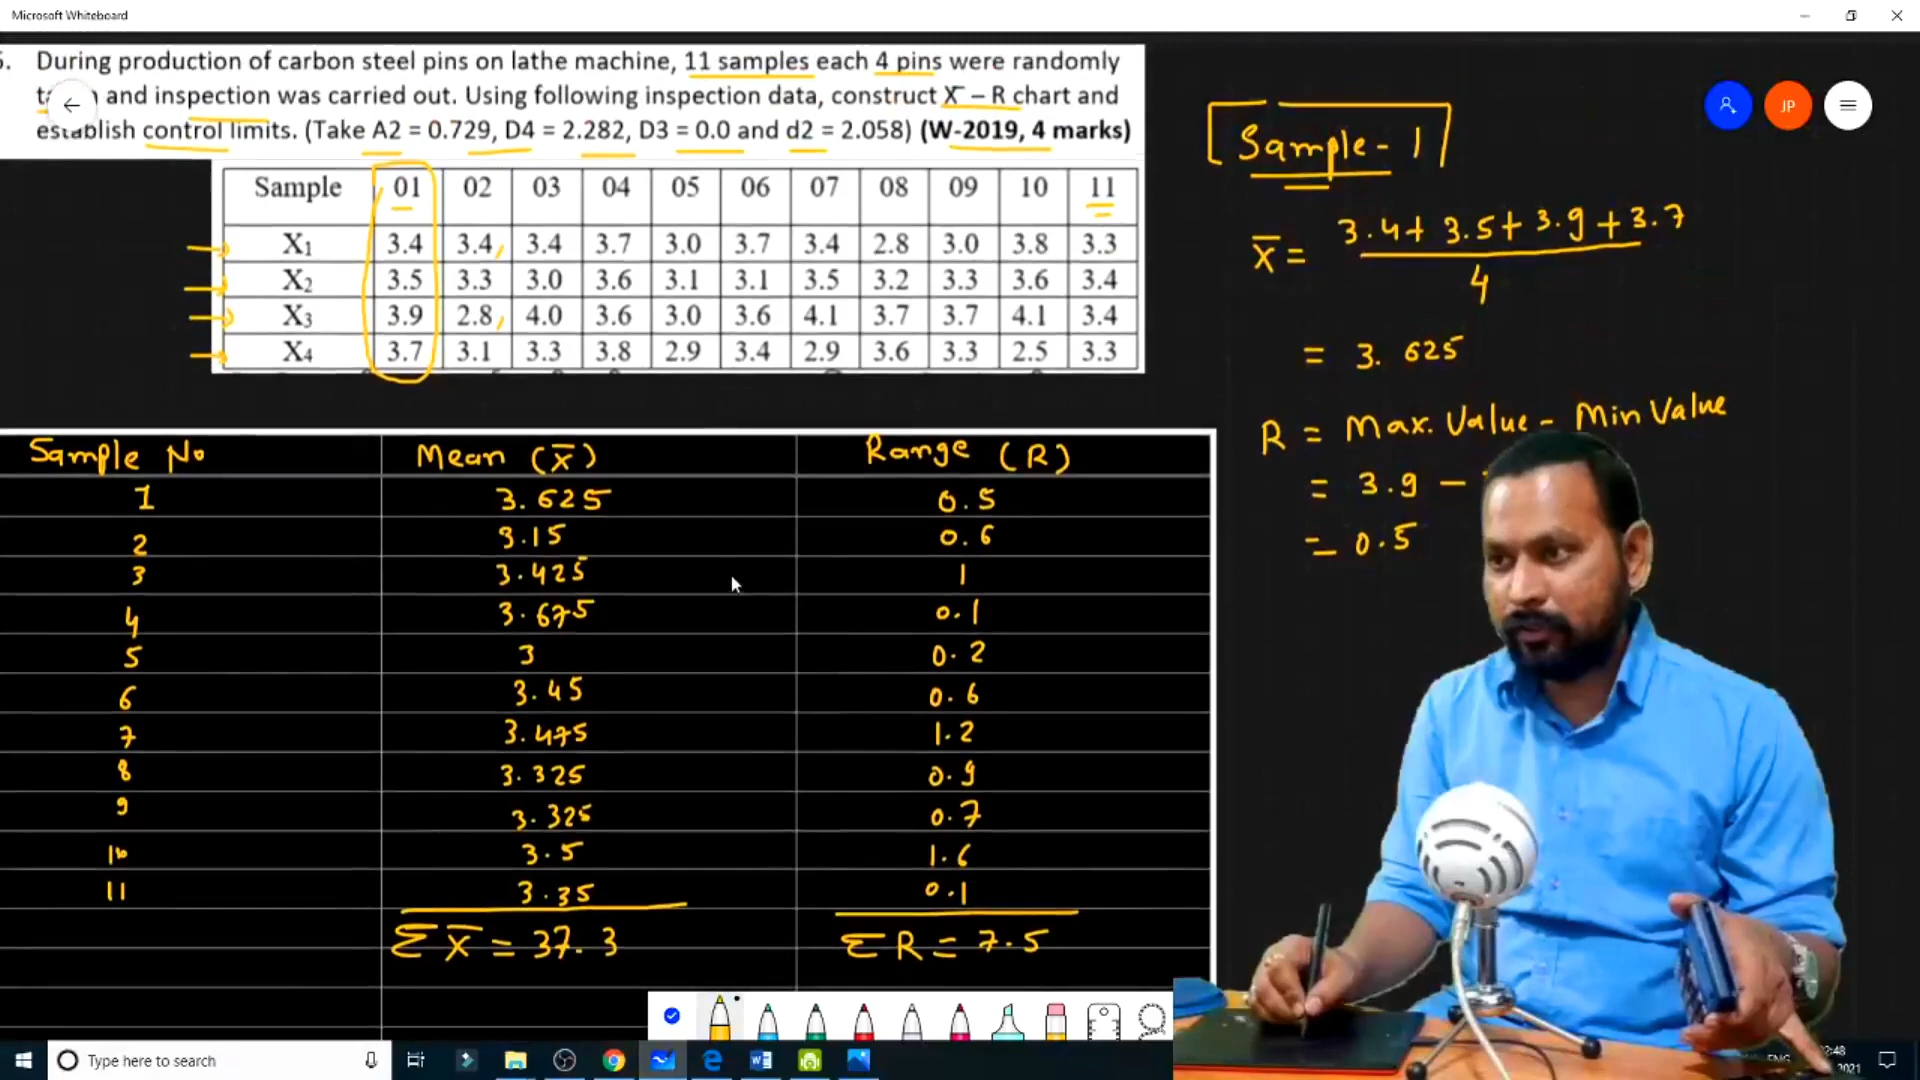 Microsoft Whiteboard
During production of carbon steel pins on lathe machine, 11 samples each 4 pins were randomly
and inspection was carried out. Using following inspection data, construct X̄ – R chart and
establish control limits. (Take A2 = 0.729, D4 = 2.282, D3 = 0.0 and d2 = 2.058) (W-2019, 4 marks)
JP
Sample 01 02 03 04 05 06 07 08 09 10 11
X1 3.4 3.4 3.4 3.7 3.0 3.7 3.4 2.8 3.0 3.8 3.3
X2 3.5 3.3 3.0 3.6 3.1 3.1 3.5 3.2 3.3 3.6 3.4
X3 3.9 2.8 4.0 3.6 3.0 3.6 4.1 3.7 3.7 4.1 3.4
X4 3.7 3.1 3.3 3.8 2.9 3.4 2.9 3.6 3.3 2.5 3.3
Sample - 1
X̄ = 3.4 + 3.5 + 3.9 + 3.7
4
= 3.625
R = Max. Value - Min Value
= 3.9 -
= 0.5
Sample No Mean (X̄) Range (R)
1 3.625 0.5
2 3.15 0.6
3 3.425 1
4 3.675 0.1
5 3 0.2
6 3.45 0.6
7 3.475 1.2
8 3.325 0.9
9 3.325 0.7
10 3.5 1.6
11 3.35 0.1
Σ X̄ = 37.3 Σ R = 7.5
Type here to search
ENG
2021